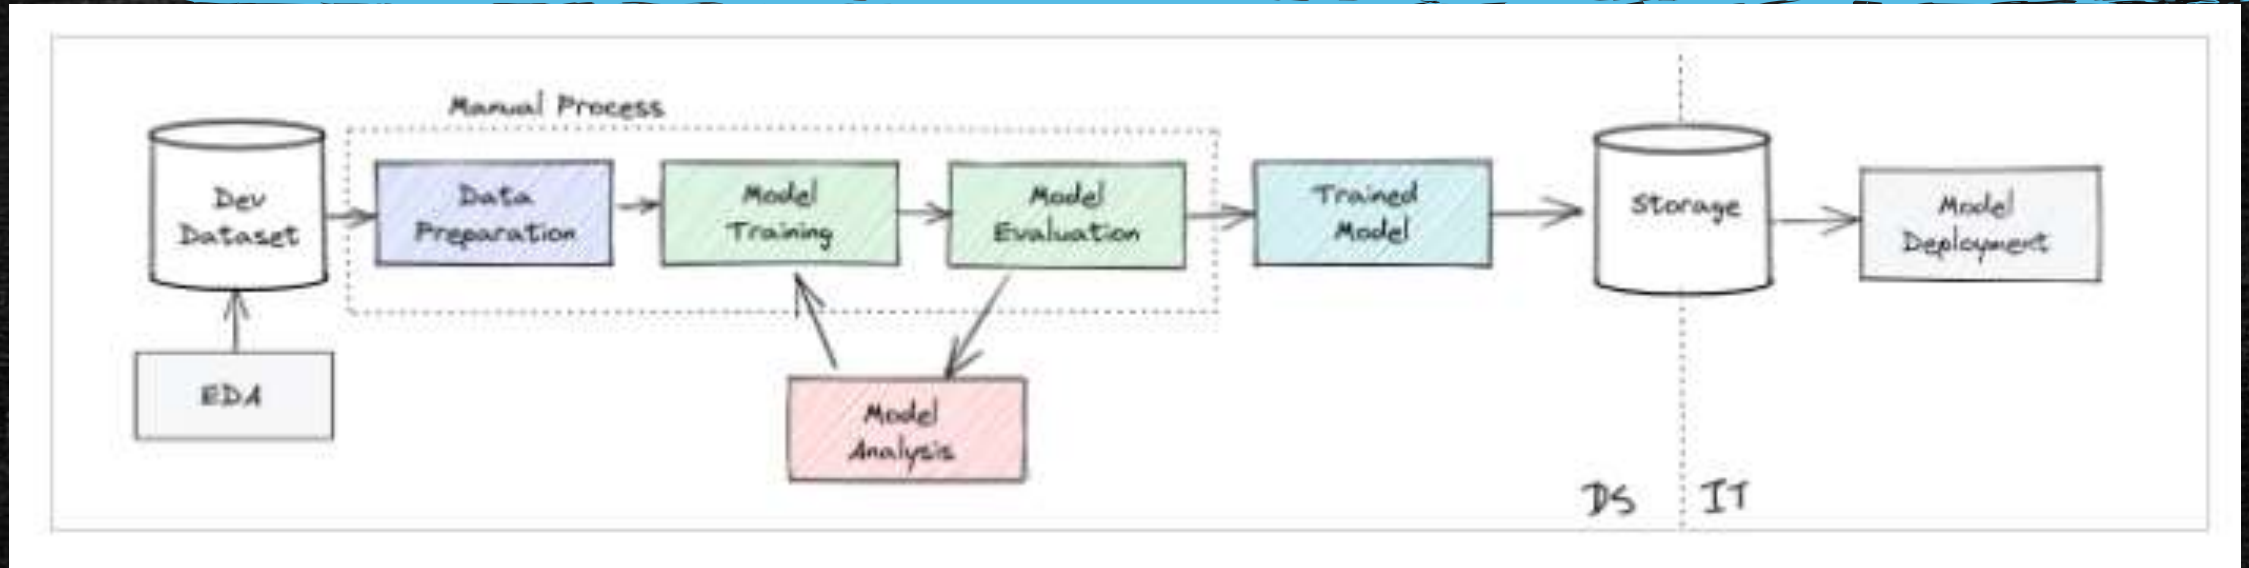 Manual Process
Dev
Dataset
Data
Preparation
Model
Training
Model
Evaluation
Trained
Model
Storage
Model
Deployment
EDA
Model
Analysis
DS
IT